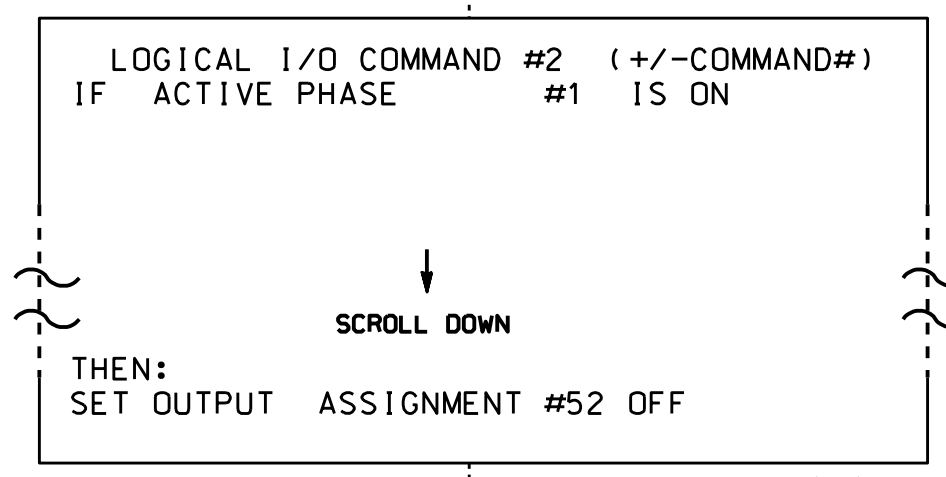 LOGICAL I/O COMMAND #2 (+/-COMMAND#)
IF ACTIVE PHASE #1 IS ON
SCROLL DOWN
THEN:
SET OUTPUT ASSIGNMENT #52 OFF